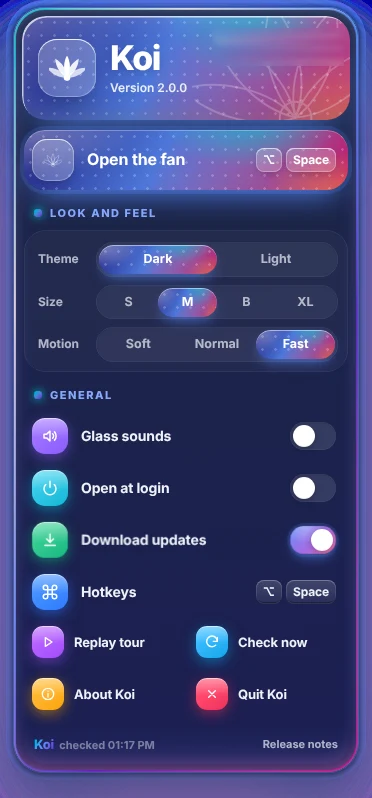 Koi
Version 2.0.0
Open the fan ⌥ Space
LOOK AND FEEL
Theme Dark Light
Size S M B XL
Motion Soft Normal Fast
GENERAL
Glass sounds
Open at login
Download updates
Hotkeys ⌘ ⌥ Space
Replay tour Check now
About Koi Quit Koi
Koi checked 01:17 PM Release notes